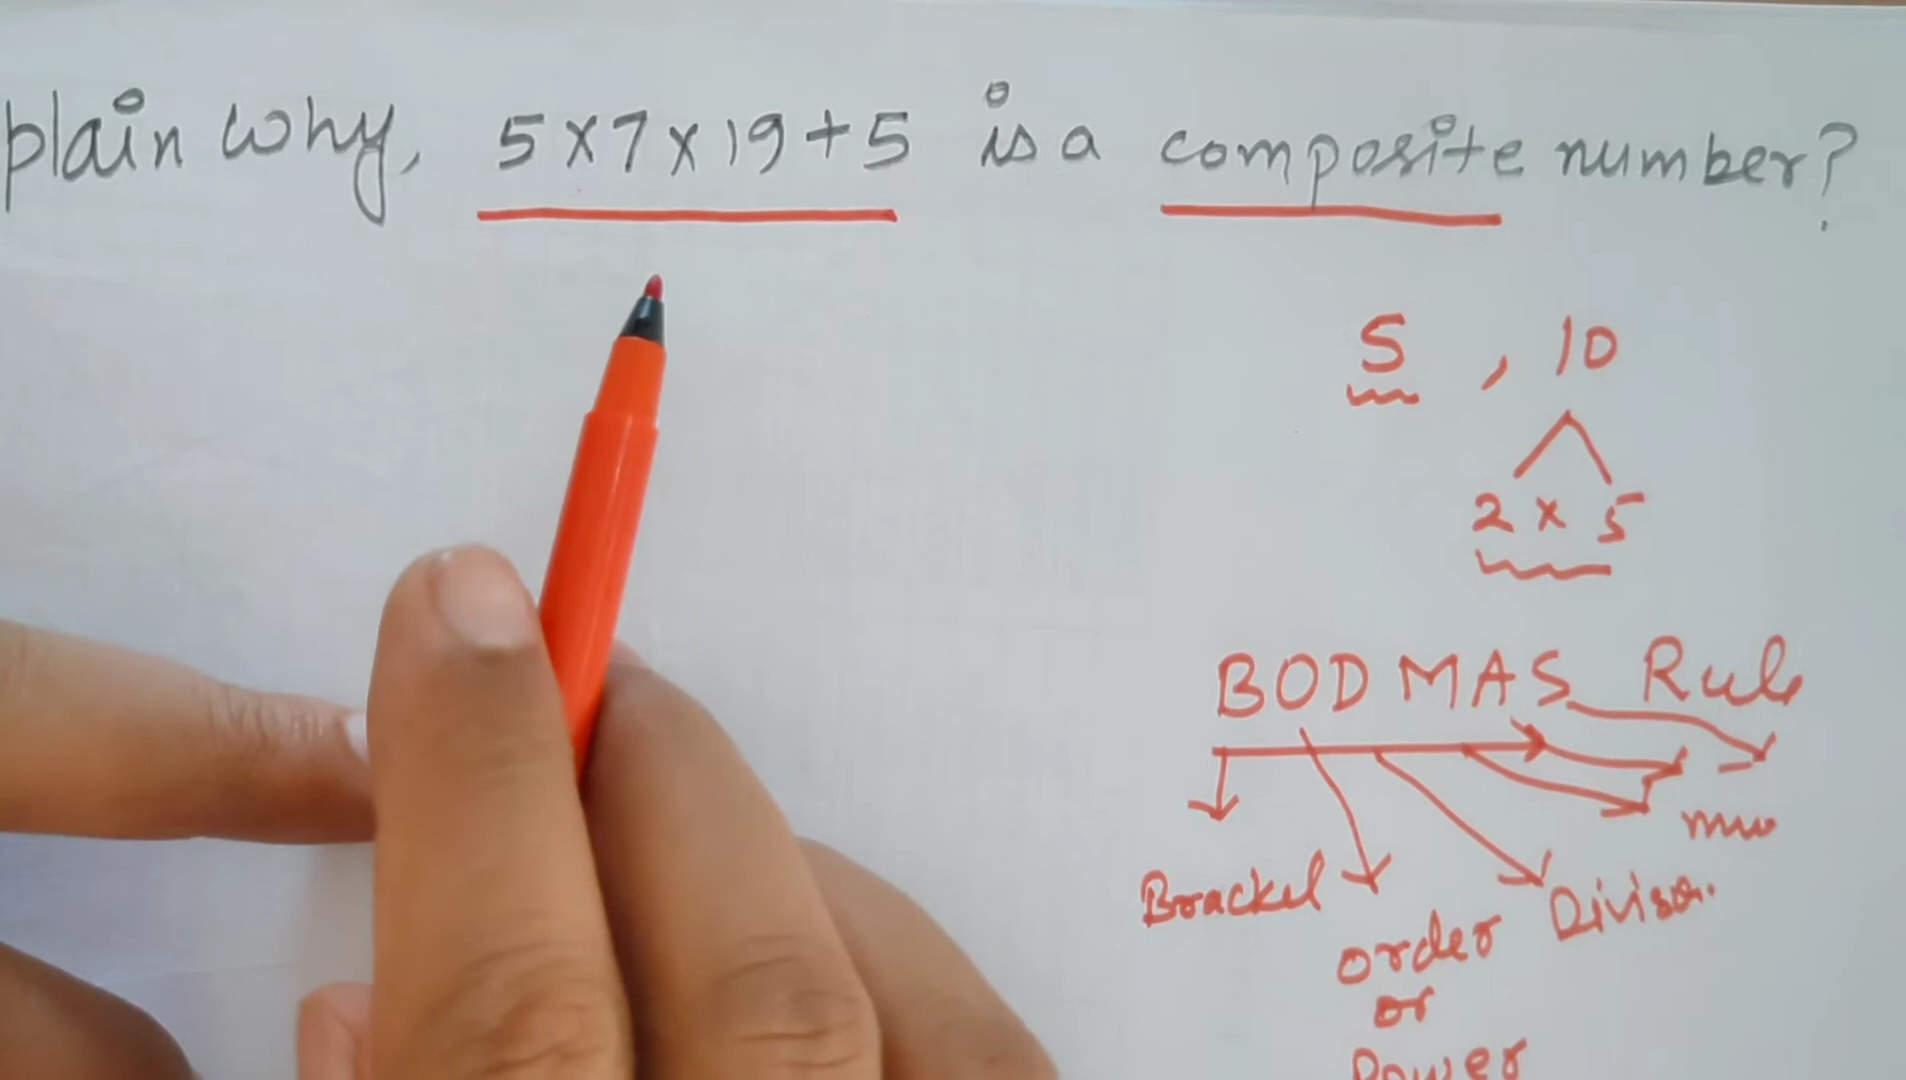 plain why, 5×7×19+5 is a composite number?
5, 10
2 × 5
BODMAS Rule
Bracket
order
or
Power
Division.